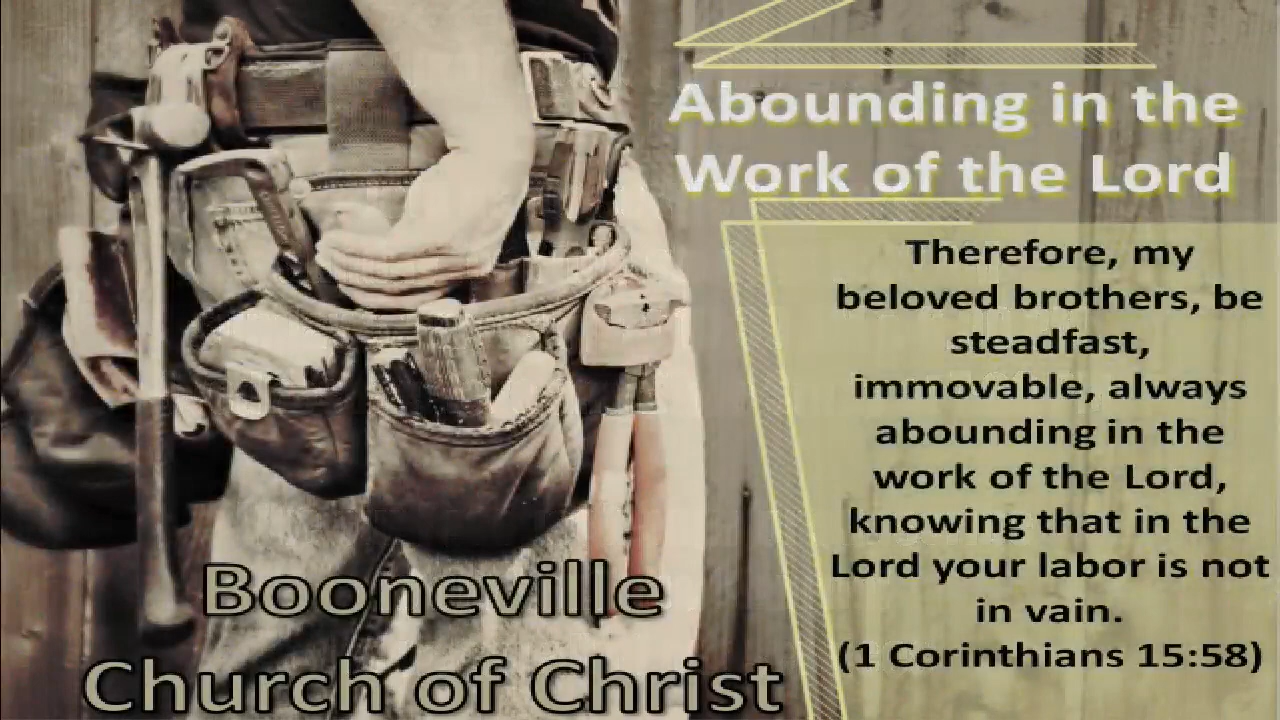 Abounding in the
Work of the Lord
Therefore, my
beloved brothers, be
steadfast,
immovable, always
abounding in the
work of the Lord,
knowing that in the
Lord your labor is not
in vain.
(1 Corinthians 15:58)
Booneville
Church of Christ